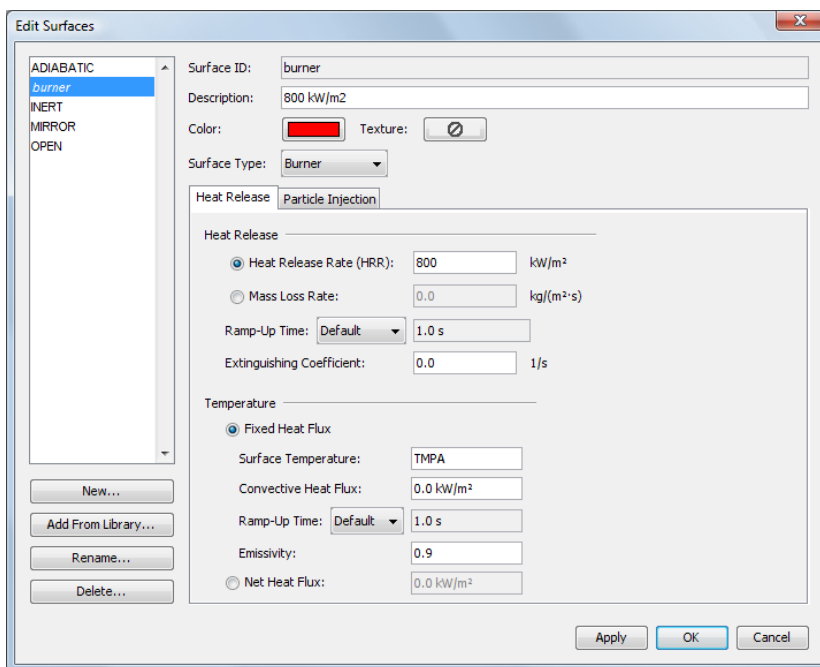 Edit Surfaces
ADIABATIC
burner
INERT
MIRROR
OPEN
New...
Add From Library...
Rename...
Delete...
Surface ID: burner
Description: 800 kW/m2
Color: Texture:
Surface Type: Burner
Heat Release Particle Injection
Heat Release
Heat Release Rate (HRR): 800 kW/m²
Mass Loss Rate: 0.0 kg/(m²·s)
Ramp-Up Time: Default 1.0 s
Extinguishing Coefficient: 0.0 1/s
Temperature
Fixed Heat Flux
Surface Temperature: TMPA
Convective Heat Flux: 0.0 kW/m²
Ramp-Up Time: Default 1.0 s
Emissivity: 0.9
Net Heat Flux: 0.0 kW/m²
Apply OK Cancel